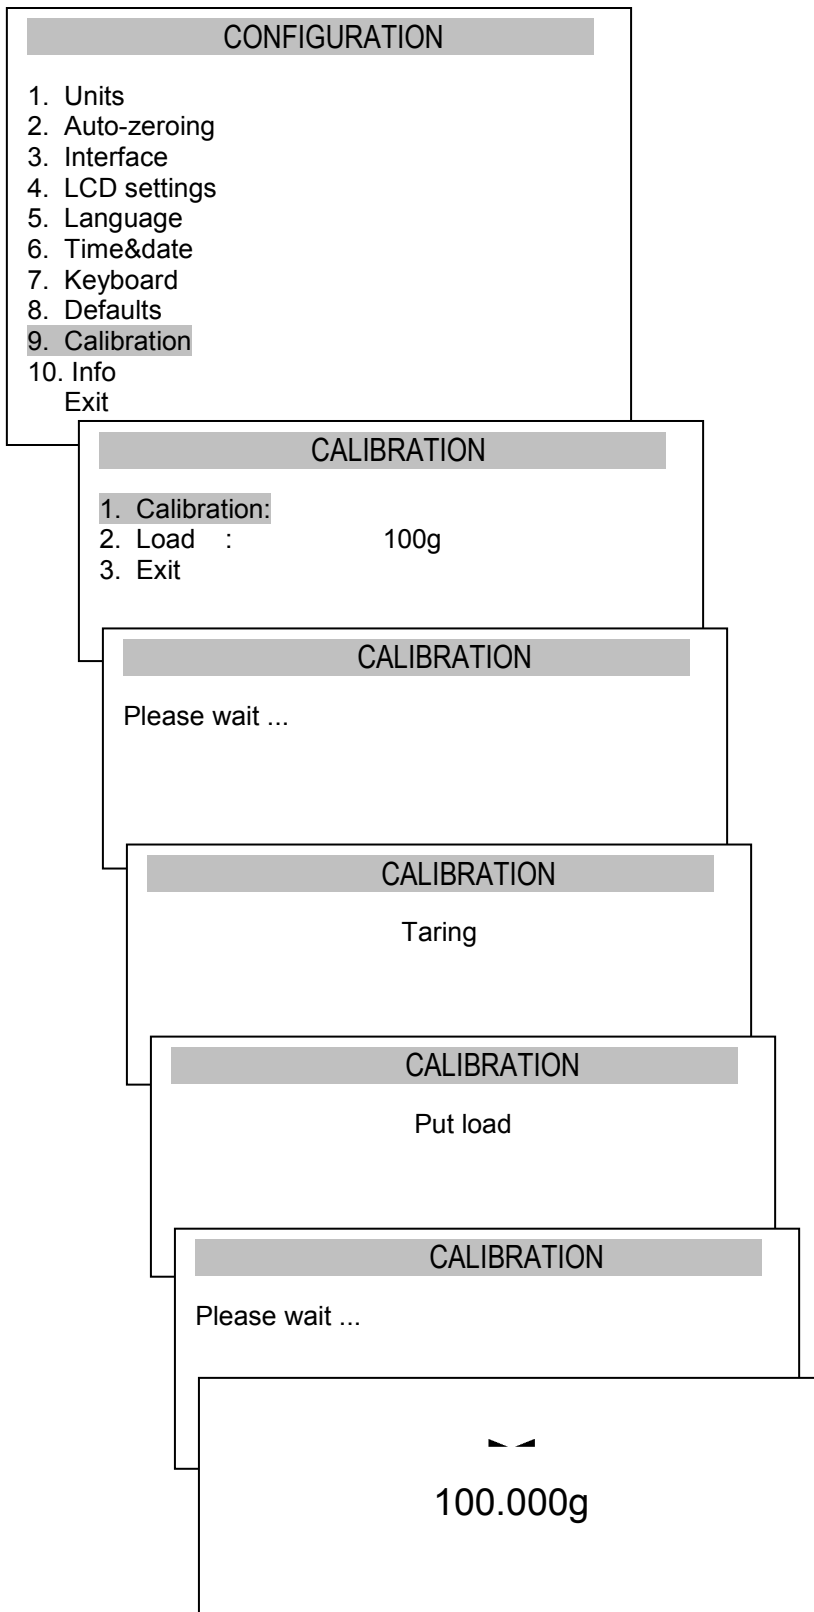 CONFIGURATION
1. Units
2. Auto-zeroing
3. Interface
4. LCD settings
5. Language
6. Time&date
7. Keyboard
8. Defaults
9. Calibration
10. Info
Exit
CALIBRATION
1. Calibration:
2. Load : 100g
3. Exit
CALIBRATION
Please wait ...
CALIBRATION
Taring
CALIBRATION
Put load
CALIBRATION
Please wait ...
100.000g